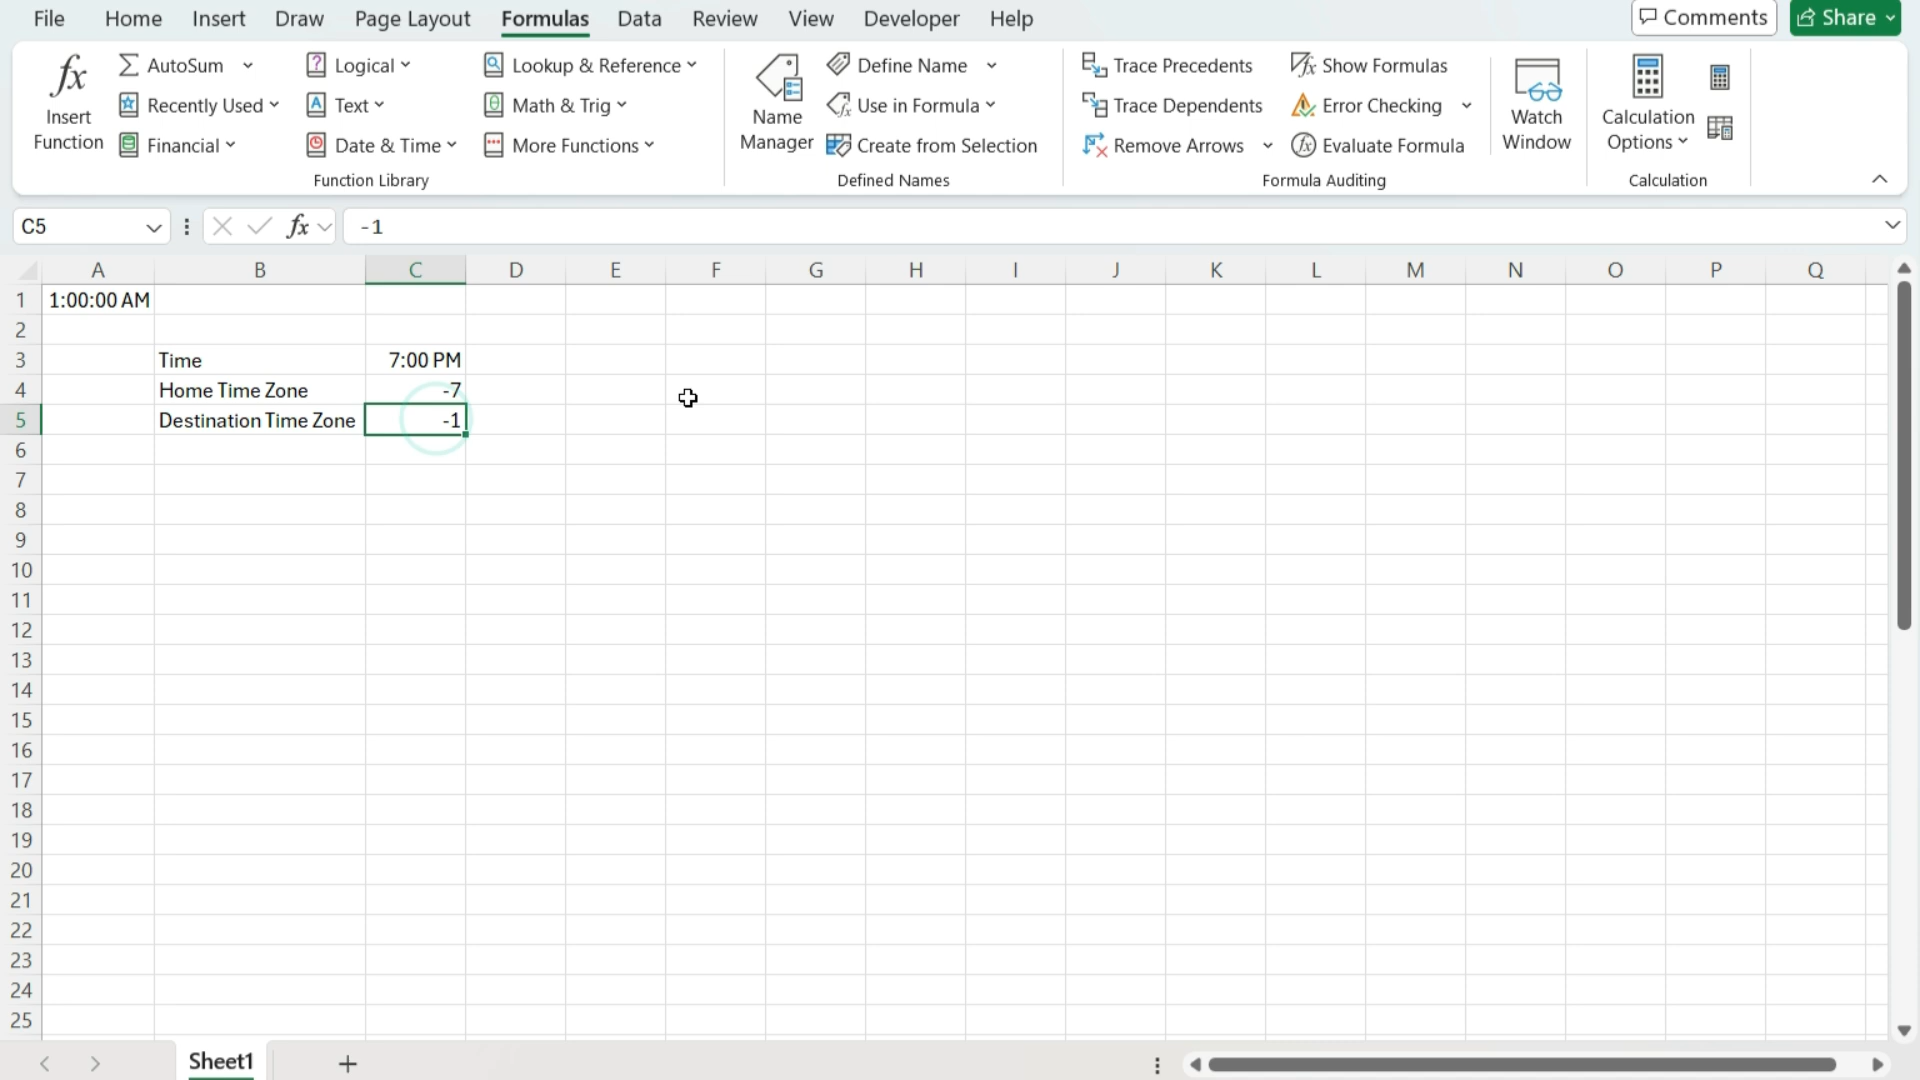 File Home Insert Draw Page Layout Formulas Data Review View Developer Help Comments Share
Insert Function
AutoSum
Recently Used
Financial
Logical
Text
Date & Time
Lookup & Reference
Math & Trig
More Functions
Function Library
Name Manager
Define Name
Use in Formula
Create from Selection
Defined Names
Trace Precedents
Trace Dependents
Remove Arrows
Show Formulas
Error Checking
Evaluate Formula
Formula Auditing
Watch Window
Calculation Options
Calculation
C5 fx -1
A B C D E F G H I J K L M N O P Q
1 1:00:00 AM
2
3 Time 7:00 PM
4 Home Time Zone -7
5 Destination Time Zone -1
6
7
8
9
10
11
12
13
14
15
16
17
18
19
20
21
22
23
24
25
Sheet1